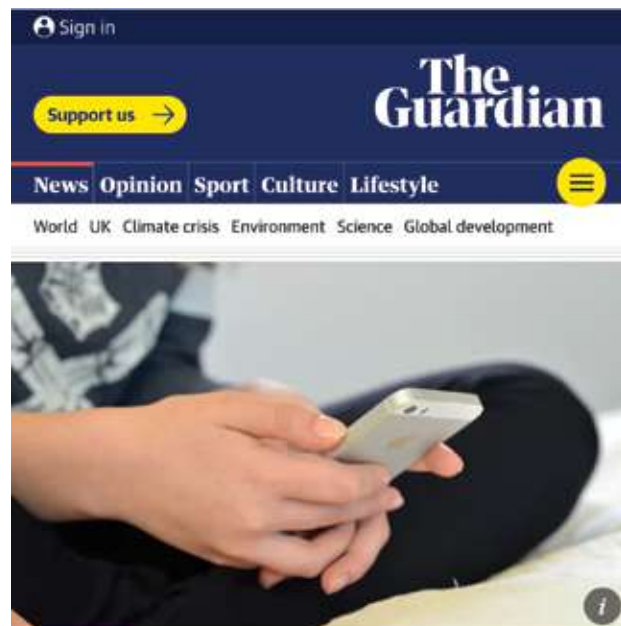 Sign in
Support us →
The
Guardian
News Opinion Sport Culture Lifestyle
World UK Climate crisis Environment Science Global development
i